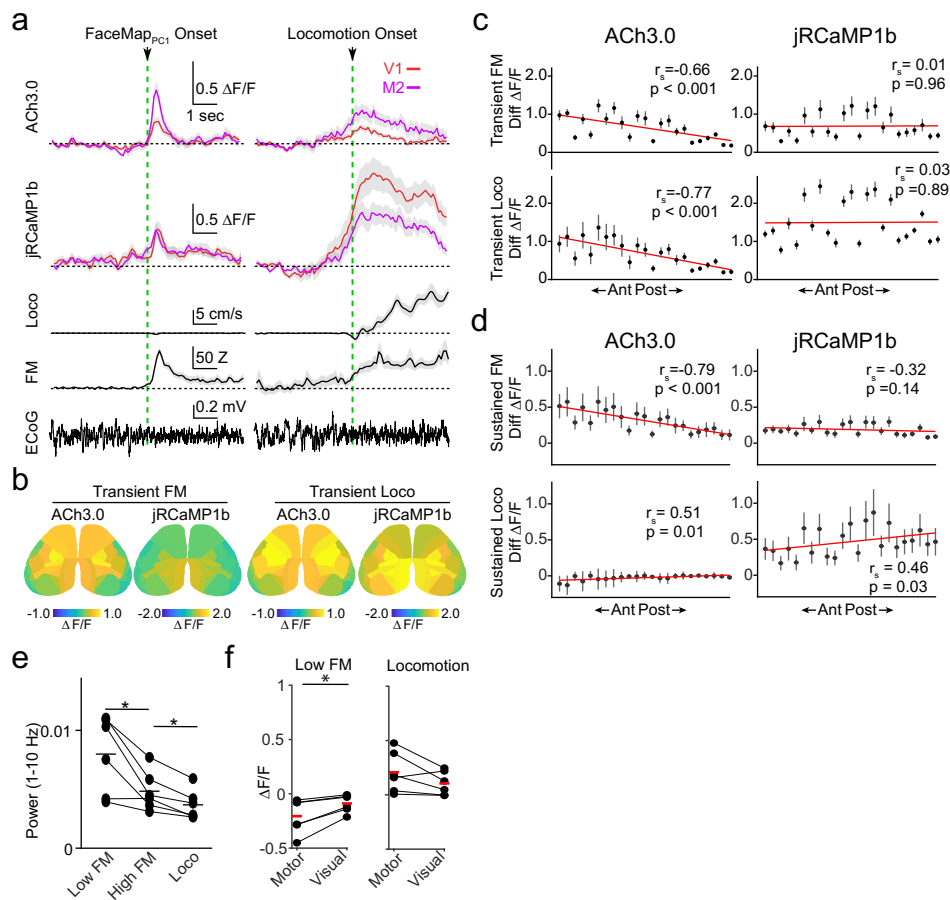 a
FaceMapPC1 Onset
Locomotion Onset
ACh3.0
0.5 ΔF/F
1 sec
V1
M2
jRCaMP1b
0.5 ΔF/F
Loco
5 cm/s
FM
50 Z
ECoG
0.2 mV
b
Transient FM
Transient Loco
ACh3.0
jRCaMP1b
ACh3.0
jRCaMP1b
-1.0
1.0
-2.0
2.0
-1.0
1.0
-2.0
2.0
ΔF/F
ΔF/F
ΔF/F
ΔF/F
c
ACh3.0
jRCaMP1b
Transient FM
Diff ΔF/F
2.0
1.0
0
rs=-0.66
p < 0.001
2.0
1.0
0
rs= 0.01
p =0.96
Transient Loco
Diff ΔF/F
2.0
1.0
0
rs=-0.77
p < 0.001
2.0
1.0
0
rs= 0.03
p =0.89
←Ant Post→
←Ant Post→
d
ACh3.0
jRCaMP1b
Sustained FM
Diff ΔF/F
1.0
0.5
0
rs=-0.79
p < 0.001
1.0
0.5
0
rs= -0.32
p =0.14
Sustained Loco
Diff ΔF/F
1.0
0.5
0
rs= 0.51
p = 0.01
1.0
0.5
0
rs= 0.46
p = 0.03
←Ant Post→
←Ant Post→
e
Power (1-10 Hz)
0.01
0
*
*
Low FM
High FM
Loco
f
Low FM
Locomotion
ΔF/F
1
0.5
0
-0.5
*
Motor
Visual
Motor
Visual